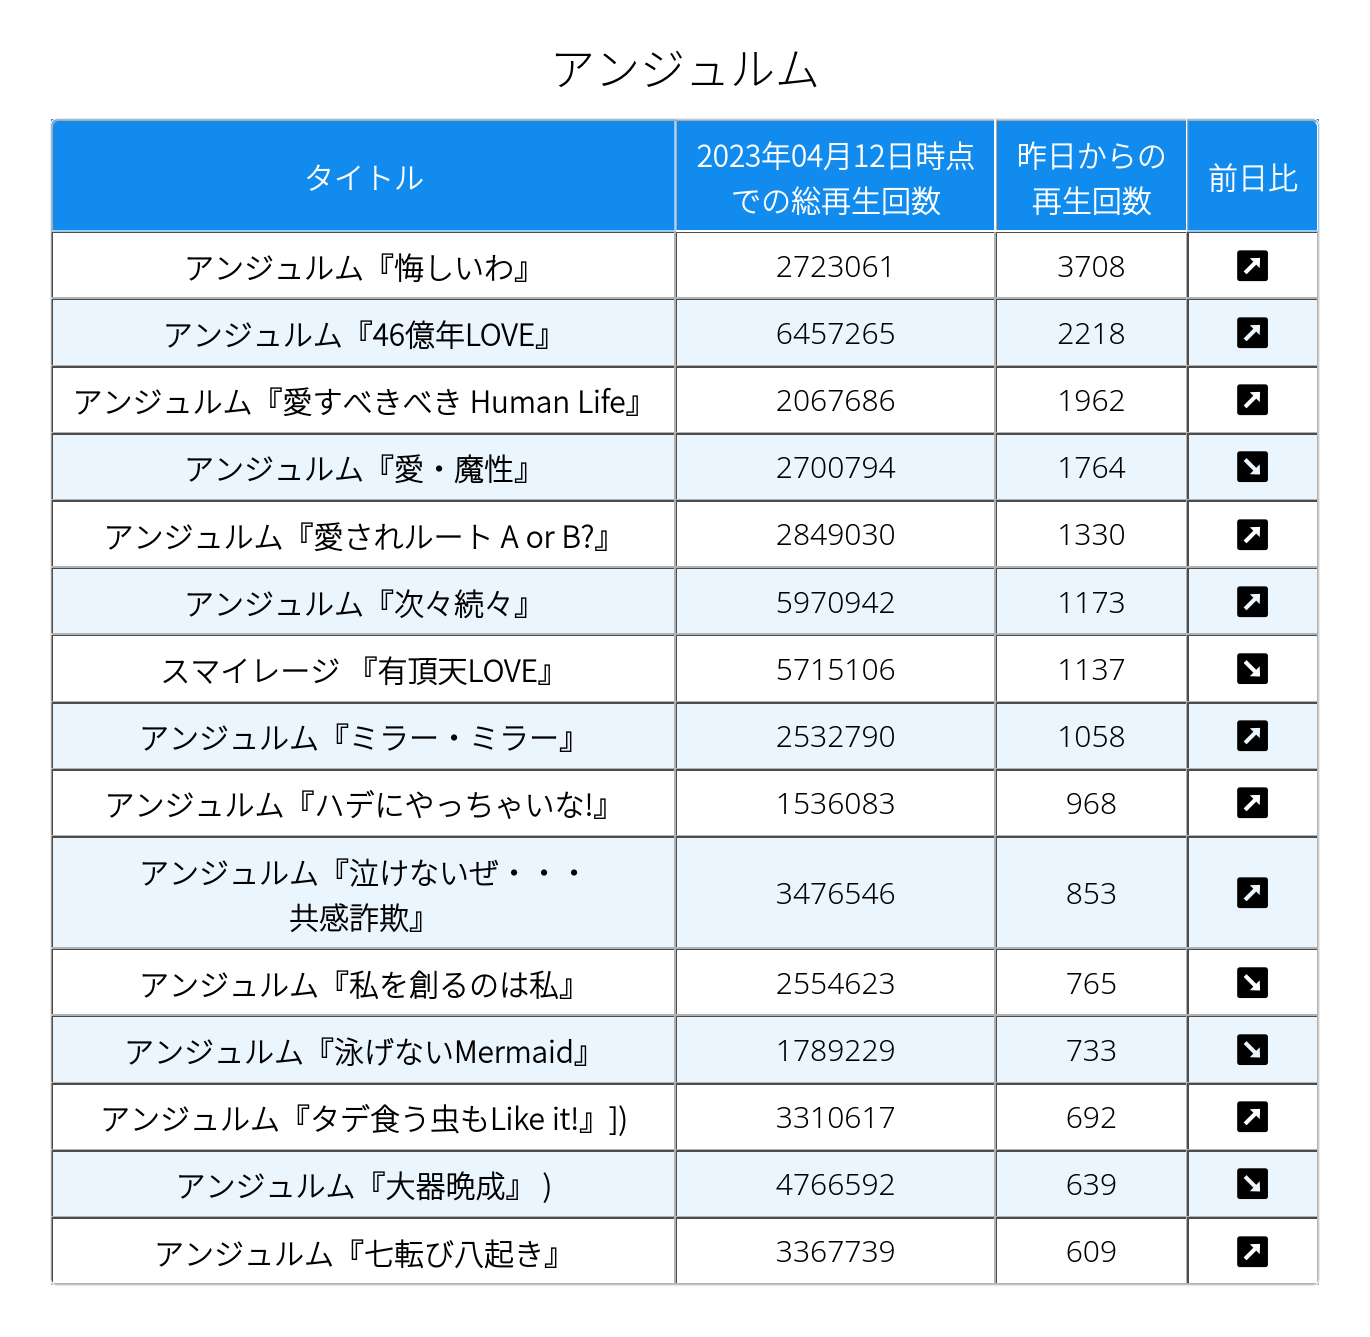 アンジュルム
タイトル
2023年04月12日時点
での総再生回数
昨日からの
再生回数
前日比
アンジュルム『悔しいわ』 2723061 3708
アンジュルム『46億年LOVE』 6457265 2218
アンジュルム『愛すべきべき Human Life』 2067686 1962
アンジュルム『愛・魔性』 2700794 1764
アンジュルム『愛されルート A or B?』 2849030 1330
アンジュルム『次々続々』 5970942 1173
スマイレージ 『有頂天LOVE』 5715106 1137
アンジュルム『ミラー・ミラー』 2532790 1058
アンジュルム『ハデにやっちゃいな!』 1536083 968
アンジュルム『泣けないぜ・・・
共感詐欺』 3476546 853
アンジュルム『私を創るのは私』 2554623 765
アンジュルム『泳げないMermaid』 1789229 733
アンジュルム『タデ食う虫もLike it!』]) 3310617 692
アンジュルム『大器晩成』 ) 4766592 639
アンジュルム『七転び八起き』 3367739 609